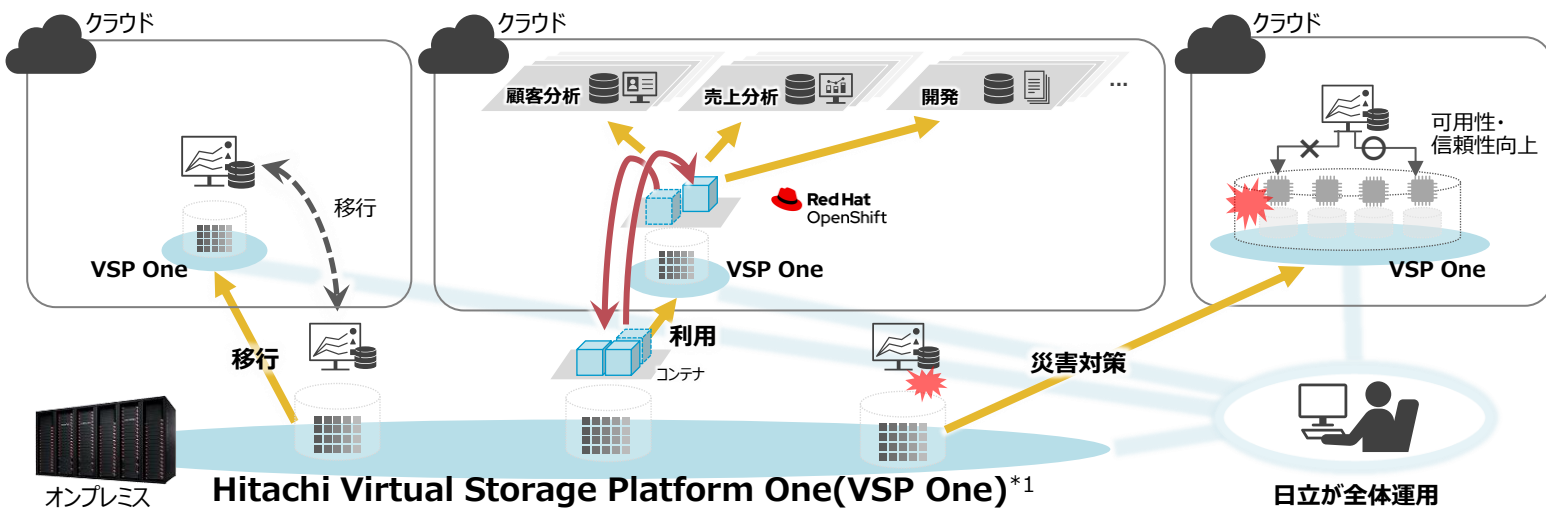 クラウド
クラウド
クラウド
顧客分析
売上分析
開発
...
可用性・
信頼性向上
移行
Red Hat
OpenShift
VSP One
VSP One
VSP One
移行
利用
コンテナ
災害対策
オンプレミス
Hitachi Virtual Storage Platform One(VSP One)*1
日立が全体運用